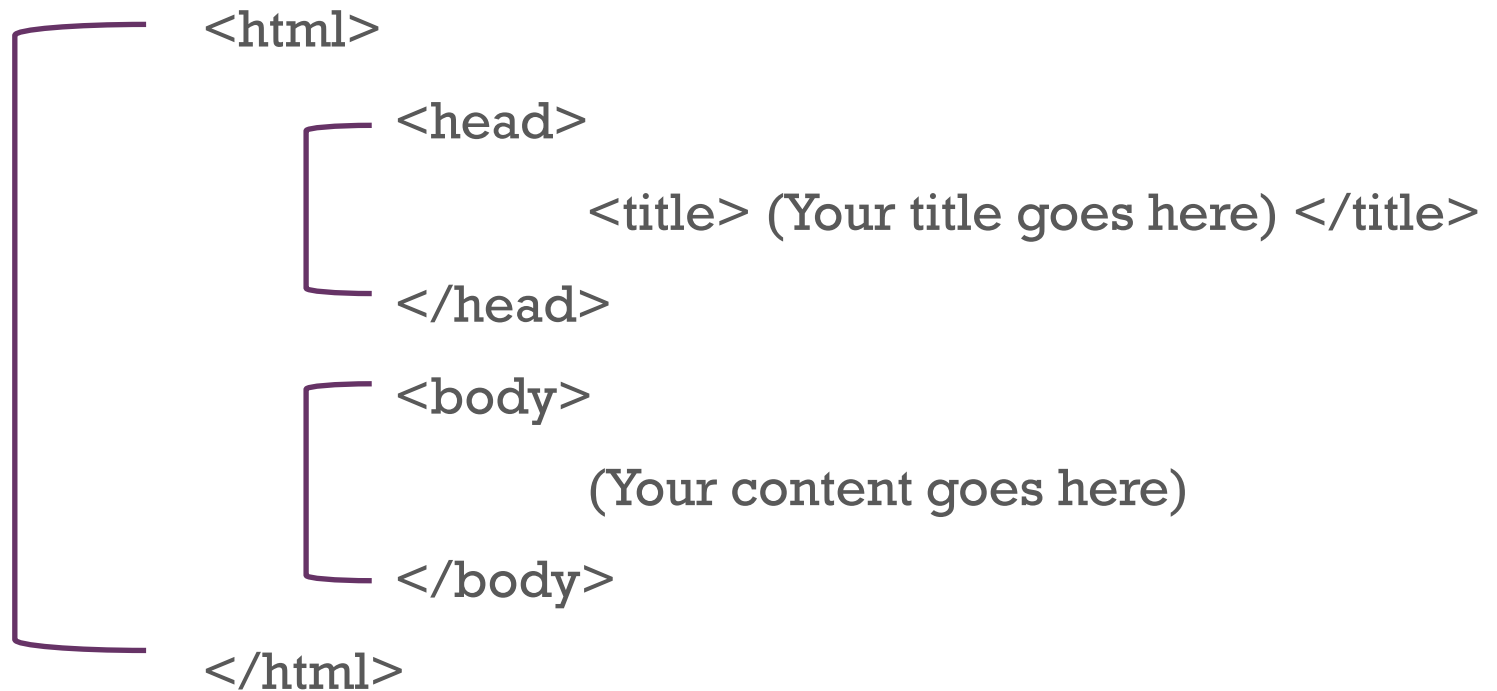 <html>
<head>
<title> (Your title goes here) </title>
</head>
<body>
(Your content goes here)
</body>
</html>